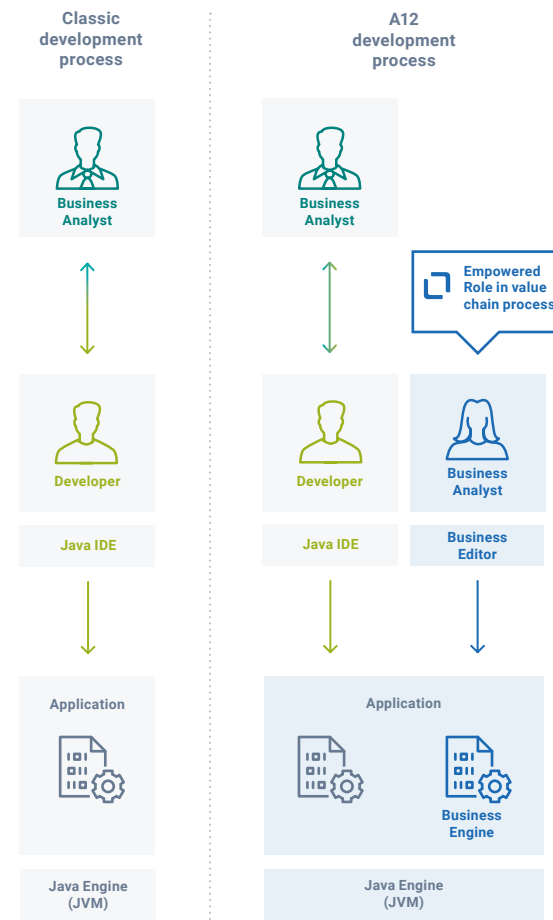 Classic
development
process
Business
Analyst
Developer
Java IDE
Application
Java Engine
(JVM)
A12
development
process
Business
Analyst
Empowered
Role in value
chain process
Developer
Business
Analyst
Java IDE
Business
Editor
Application
Business
Engine
Java Engine
(JVM)